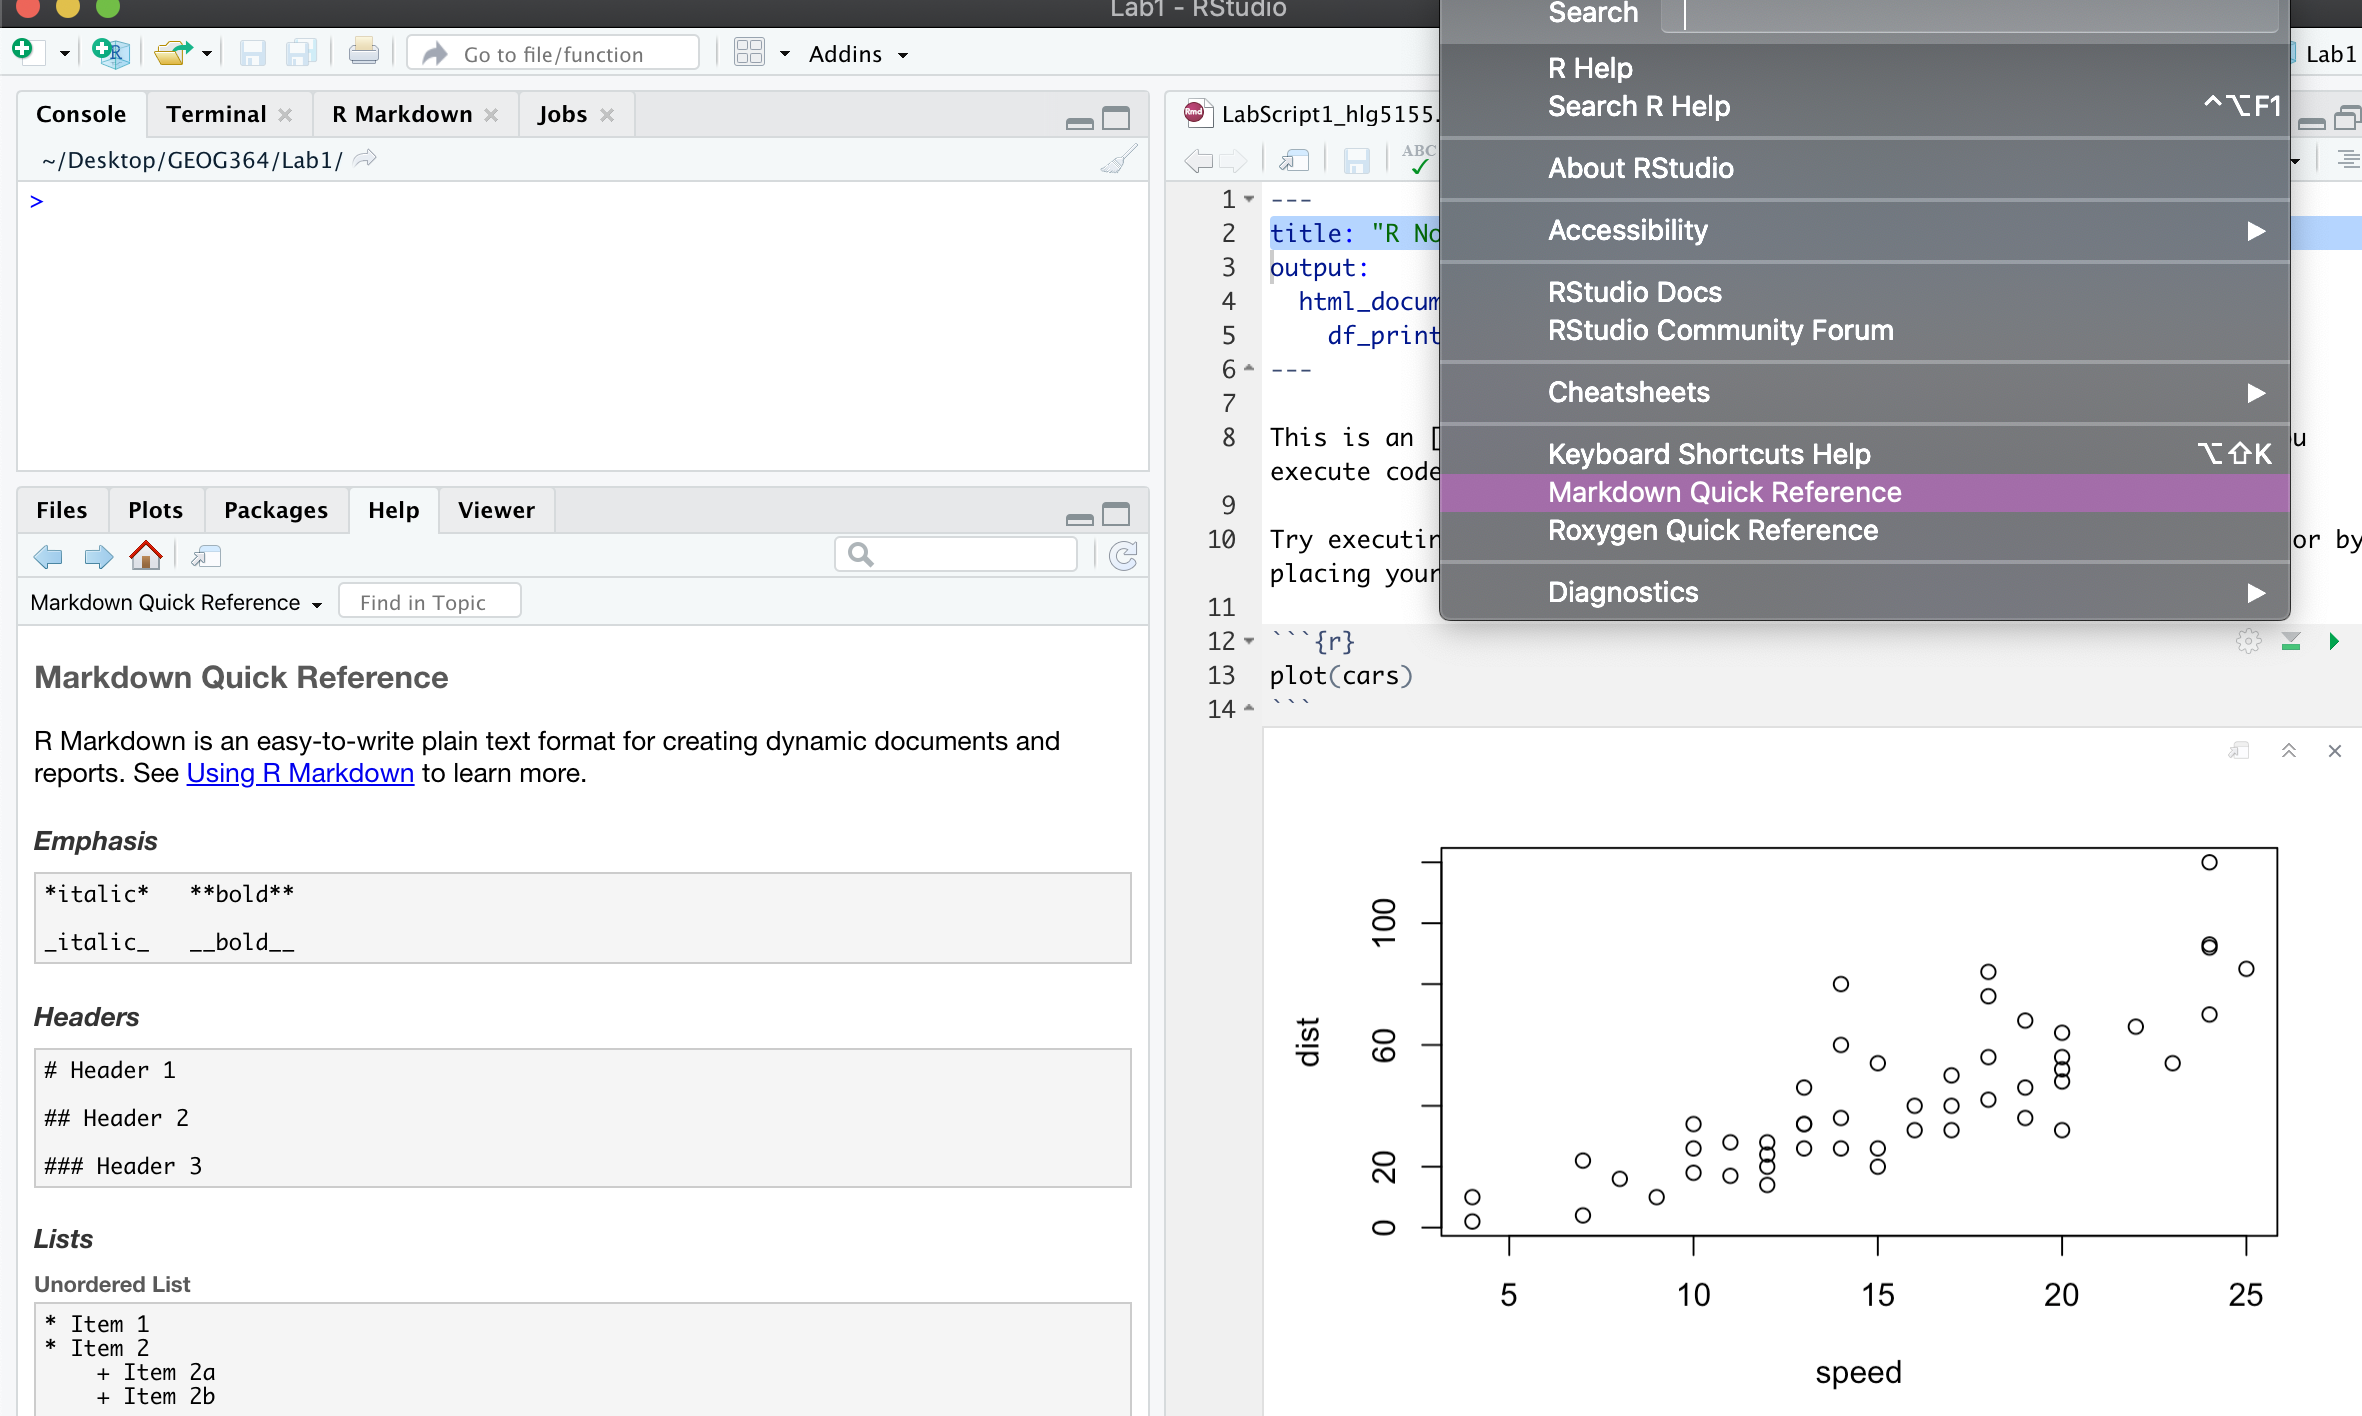 Lab1 - RStudio
Go to file/function
Addins
Lab1
Console
Terminal
R Markdown
Jobs
~/Desktop/GEOG364/Lab1/
>
Files
Plots
Packages
Help
Viewer
Markdown Quick Reference
Find in Topic
Markdown Quick Reference
R Markdown is an easy-to-write plain text format for creating dynamic documents and
reports. See Using R Markdown to learn more.
Emphasis
*italic*   **bold**
_italic_   __bold__
Headers
# Header 1
## Header 2
### Header 3
Lists
Unordered List
* Item 1
* Item 2
    + Item 2a
    + Item 2b
Rmd
LabScript1_hlg5155.
ABC
1 ---
2 title: "R No
3 output:
4   html_docum
5     df_print
6 ---
7
8 This is an [
u
execute code
9
10 Try executin
or by
placing your
11
12 ```{r}
13 plot(cars)
14 ```
Search
R Help
Search R Help ^⌥F1
About RStudio
Accessibility
RStudio Docs
RStudio Community Forum
Cheatsheets
Keyboard Shortcuts Help ⌥⇧K
Markdown Quick Reference
Roxygen Quick Reference
Diagnostics
dist
100
60
20
0
5 10 15 20 25
speed